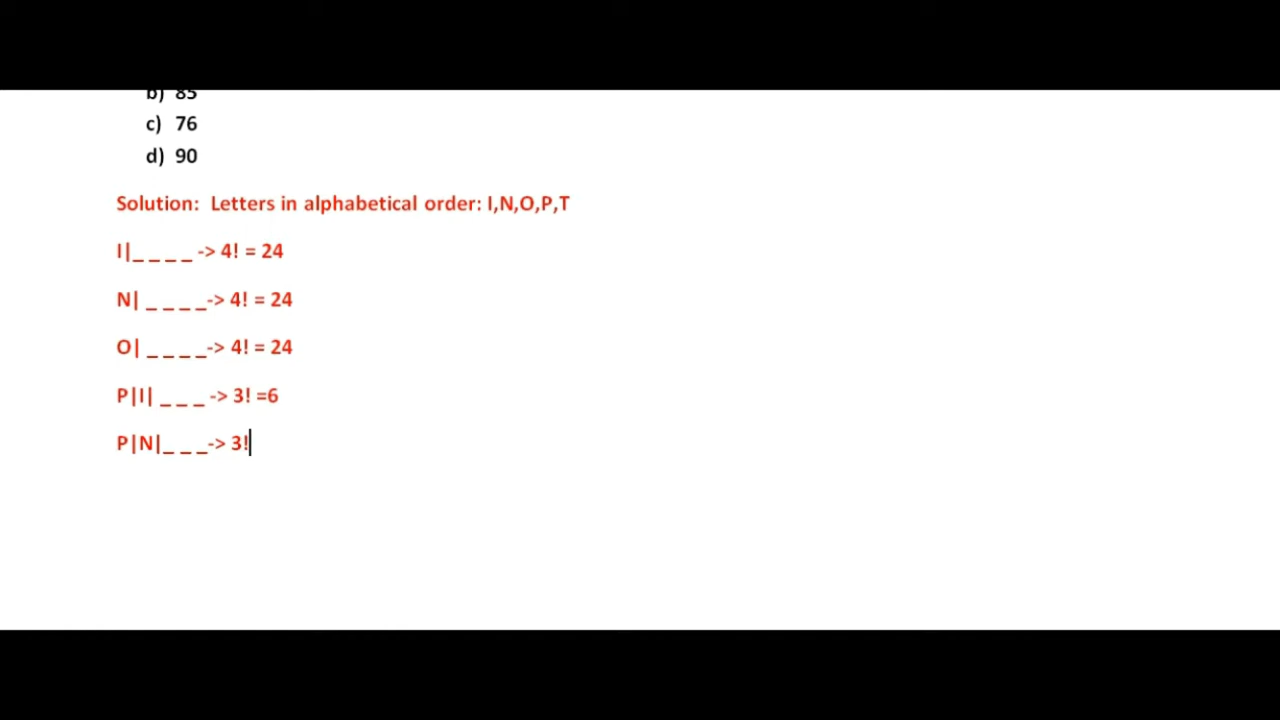 b) 85
c) 76
d) 90
Solution: Letters in alphabetical order: I,N,O,P,T
I|_ _ _ _ -> 4! = 24
N| _ _ _ _-> 4! = 24
O| _ _ _ _-> 4! = 24
P|I| _ _ _ -> 3! =6
P|N|_ _ _-> 3!